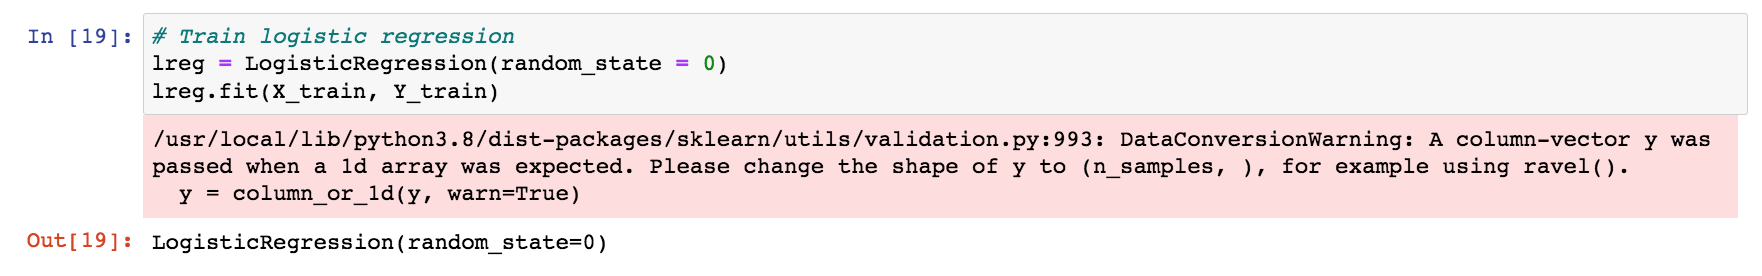 In [19]: # Train logistic regression
lreg = LogisticRegression(random_state = 0)
lreg.fit(X_train, Y_train)
/usr/local/lib/python3.8/dist-packages/sklearn/utils/validation.py:993: DataConversionWarning: A column-vector y was
passed when a 1d array was expected. Please change the shape of y to (n_samples, ), for example using ravel().
  y = column_or_1d(y, warn=True)
Out[19]: LogisticRegression(random_state=0)